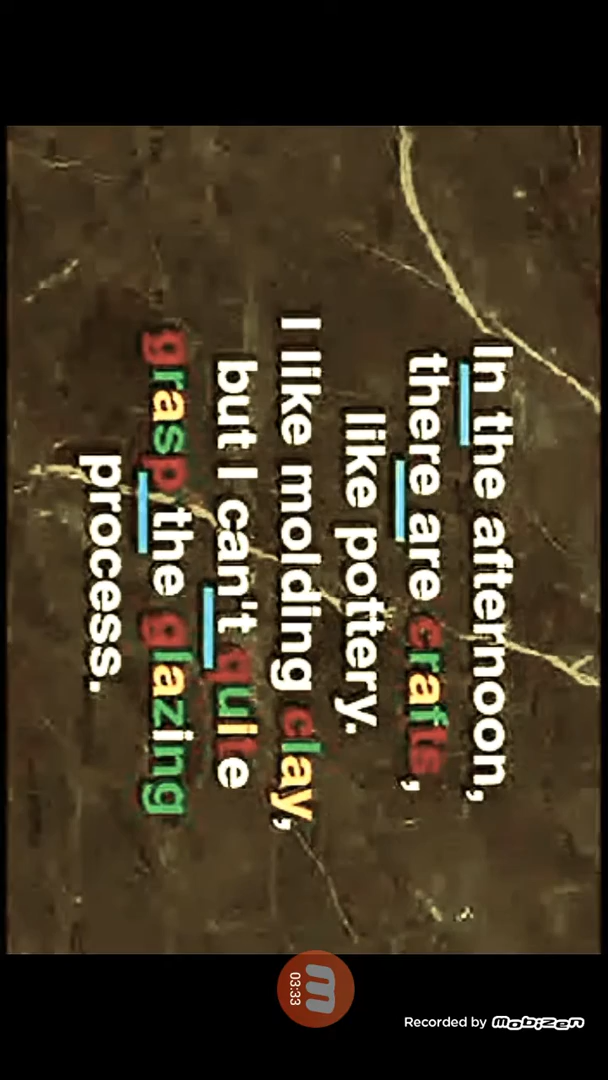 In the afternoon,
there are crafts,
like pottery.
I like molding clay,
but I can't quite
grasp the glazing
process.
03:33
Recorded by mobizen